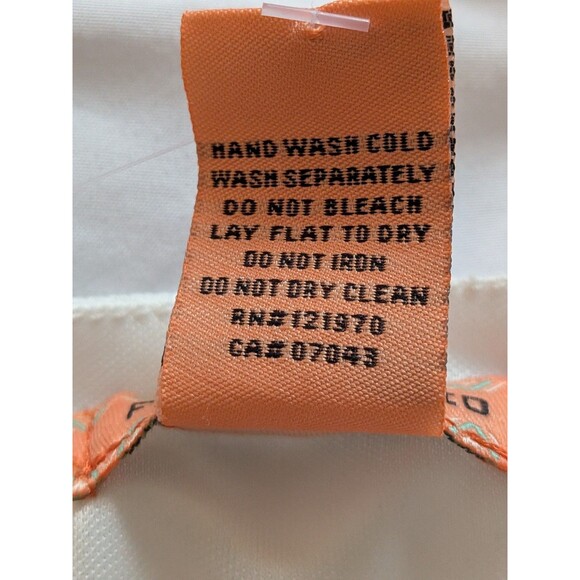 HAND WASH COLD
WASH SEPARATELY
DO NOT BLEACH
LAY FLAT TO DRY
DO NOT IRON
DO NOT DRY CLEAN
RN#121970
CA#07043